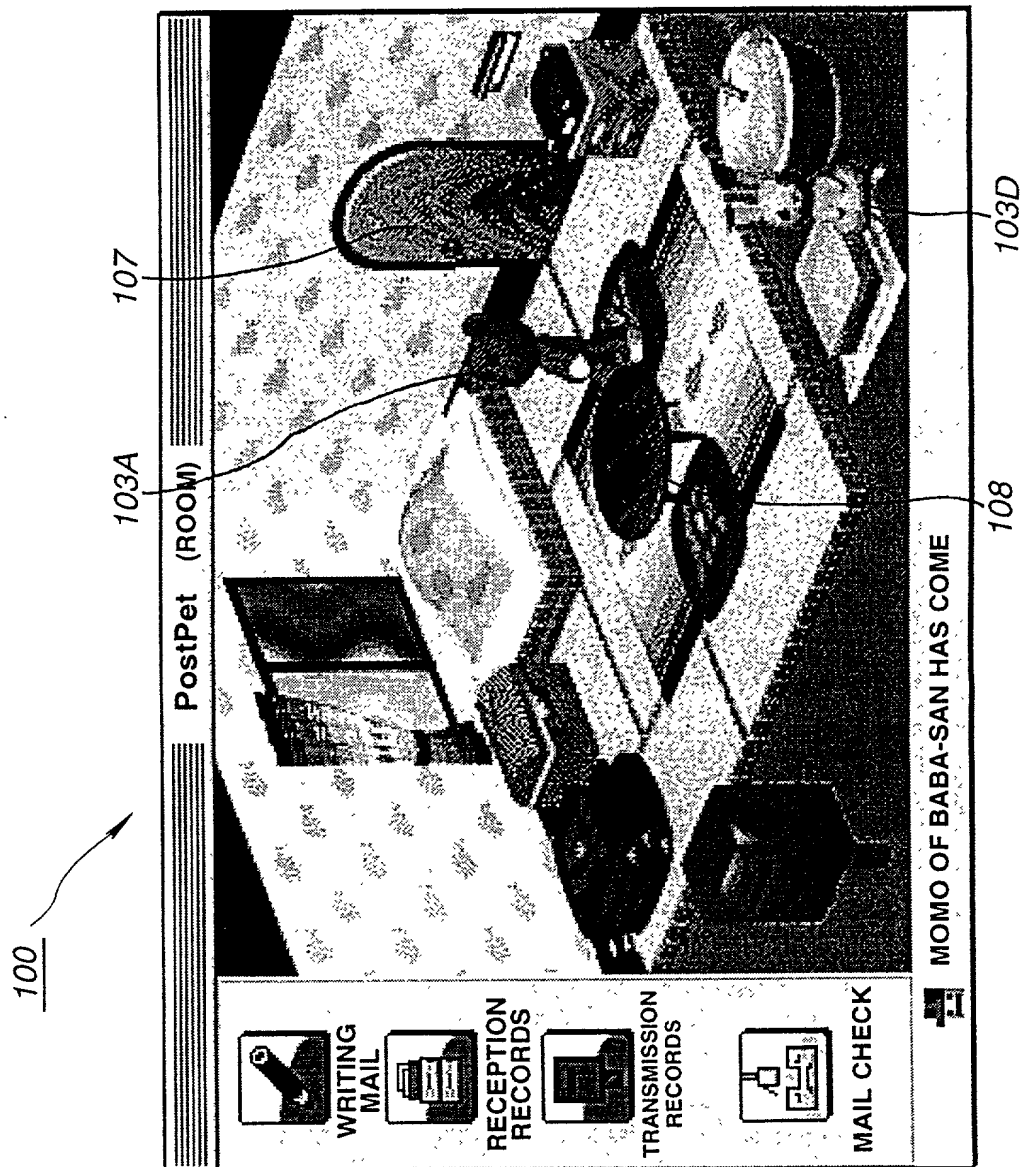 100
PostPet (ROOM)
WRITING
MAIL
RECEPTION
RECORDS
TRANSMISSION
RECORDS
MAIL CHECK
103A
107
108
103D
MOMO OF BABA-SAN HAS COME